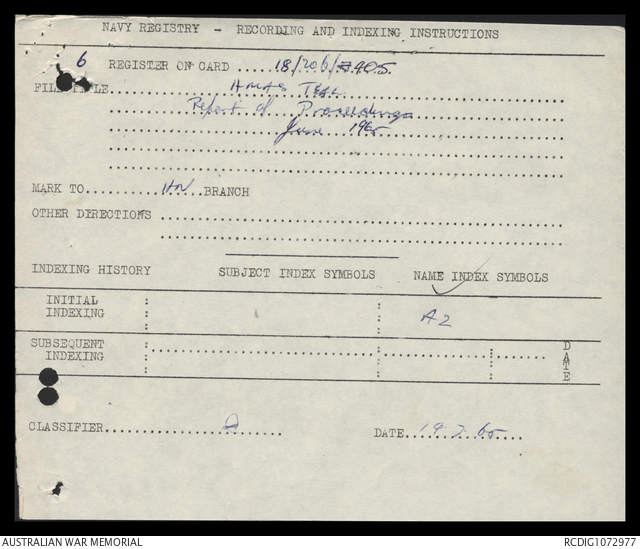 NAVY REGISTRY - RECORDING AND INDEXING INSTRUCTIONS
6 REGISTER ON CARD ....18/206/405
FILE TITLE HMAS TEAL
Report of Proceedings
June 1965
MARK TO.......... HN .....BRANCH
OTHER DIRECTIONS
INDEXING HISTORY SUBJECT INDEX SYMBOLS NAME INDEX SYMBOLS
INITIAL INDEXING A2
SUBSEQUENT INDEXING DATE
CLASSIFIER
DATE 19.7.65
AUSTRALIAN WAR MEMORIAL RCDIG1072977